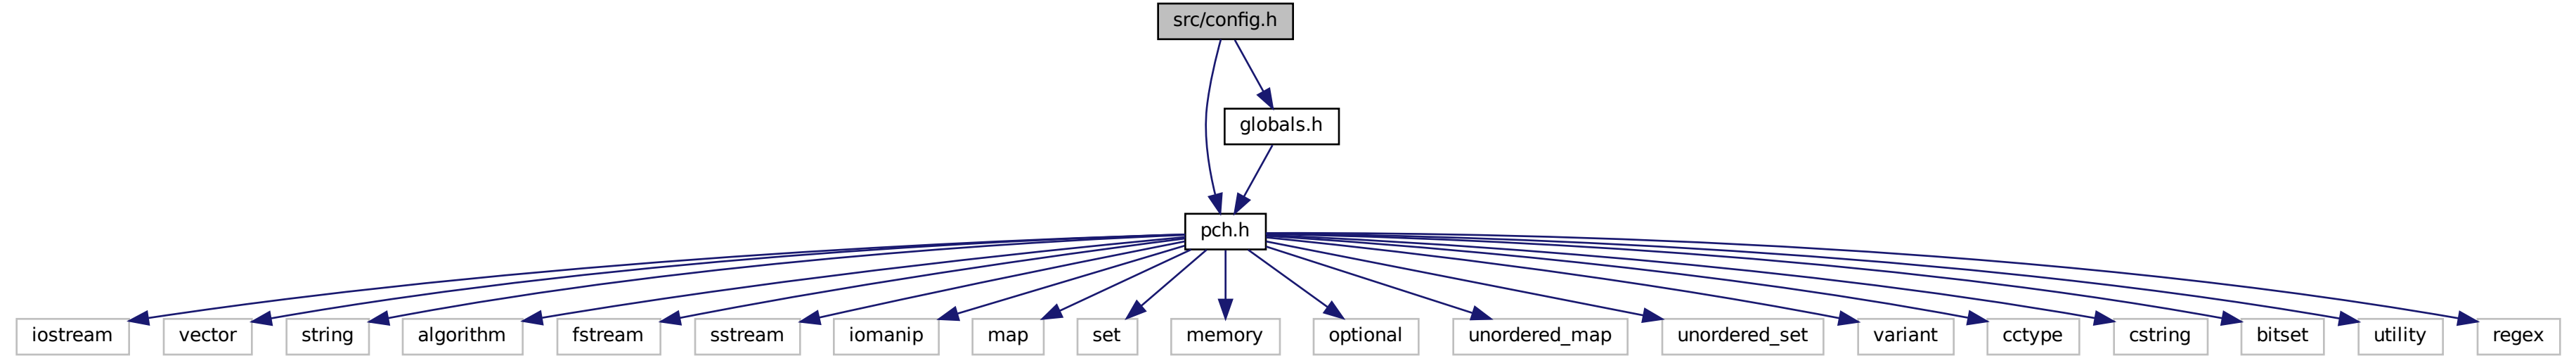 src/config.h
globals.h
pch.h
iostream
vector
string
algorithm
fstream
sstream
iomanip
map
set
memory
optional
unordered_map
unordered_set
variant
cctype
cstring
bitset
utility
regex